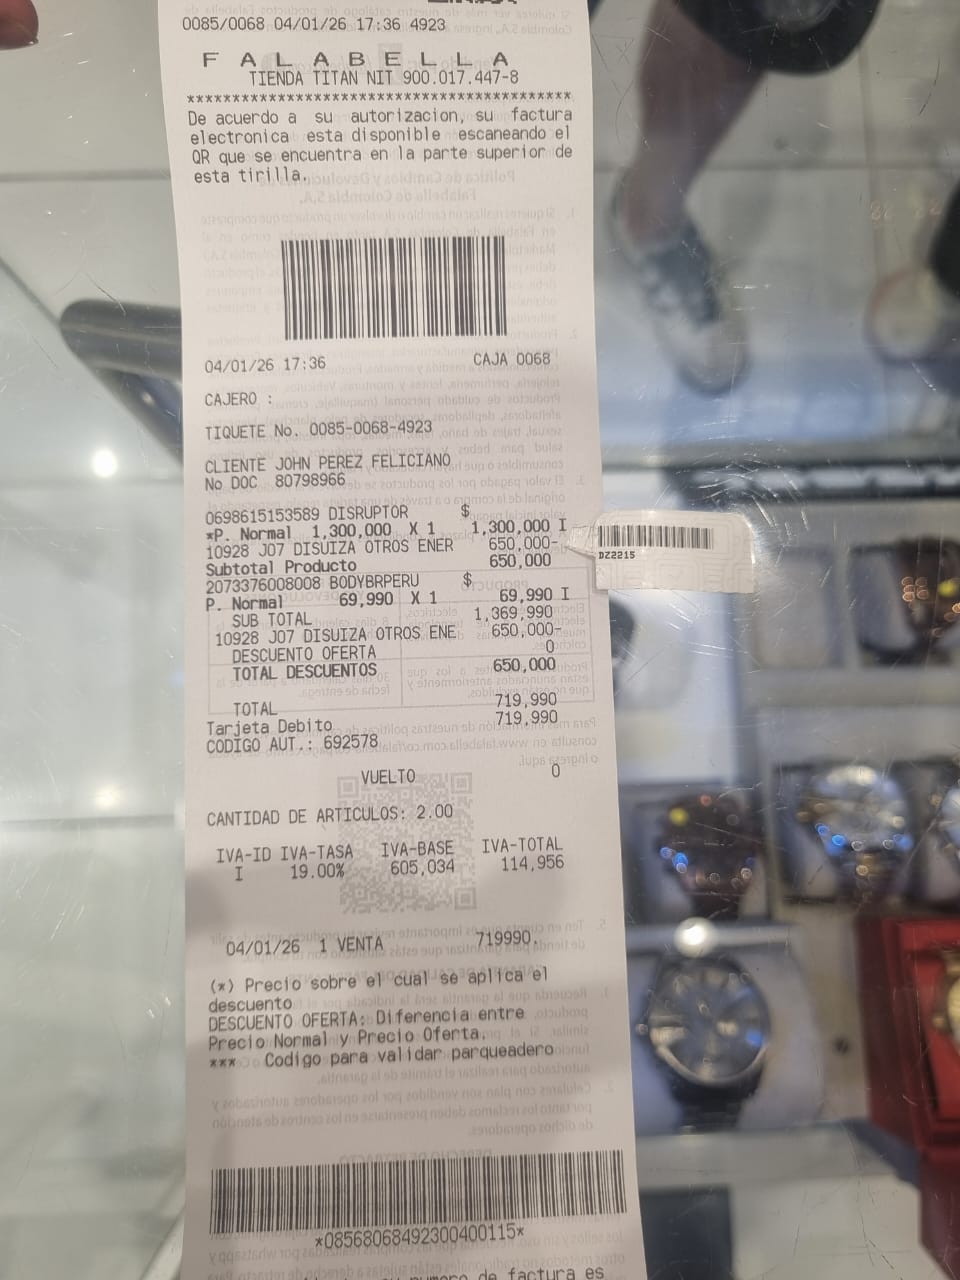 0085/0068 04/01/26 17:36 4923
F A L A B E L L A
TIENDA TITAN NIT 900.017.447-8
******************************************
De acuerdo a su autorizacion, su factura
electronica esta disponible escaneando el
QR que se encuentra en la parte superior de
esta tirilla.
04/01/26 17:36 CAJA 0068
CAJERO :
TIQUETE No. 0085-0068-4923
CLIENTE JOHN PEREZ FELICIANO
No DOC 80798966
0698615153589 DISRUPTOR $
*P. Normal 1,300,000 X 1 1,300,000 I
10928 J07 DISUIZA OTROS ENER 650,000-
Subtotal Producto 650,000
2073376008008 BODYBRPERU $
P. Normal 69,990 X 1 69,990 I
SUB TOTAL 1,369,990
10928 J07 DISUIZA OTROS ENE 650,000-
DESCUENTO OFERTA 0
TOTAL DESCUENTOS 650,000
TOTAL 719,990
Tarjeta Debito 719,990
CODIGO AUT.: 692578
VUELTO 0
CANTIDAD DE ARTICULOS: 2.00
IVA-ID IVA-TASA IVA-BASE IVA-TOTAL
I 19.00% 605,034 114,956
04/01/26 1 VENTA 719990.
(*) Precio sobre el cual se aplica el
descuento
DESCUENTO OFERTA: Diferencia entre
Precio Normal y Precio Oferta.
*** Codigo para validar parqueadero
*08568068492300400115*
de factura es
DZ2215